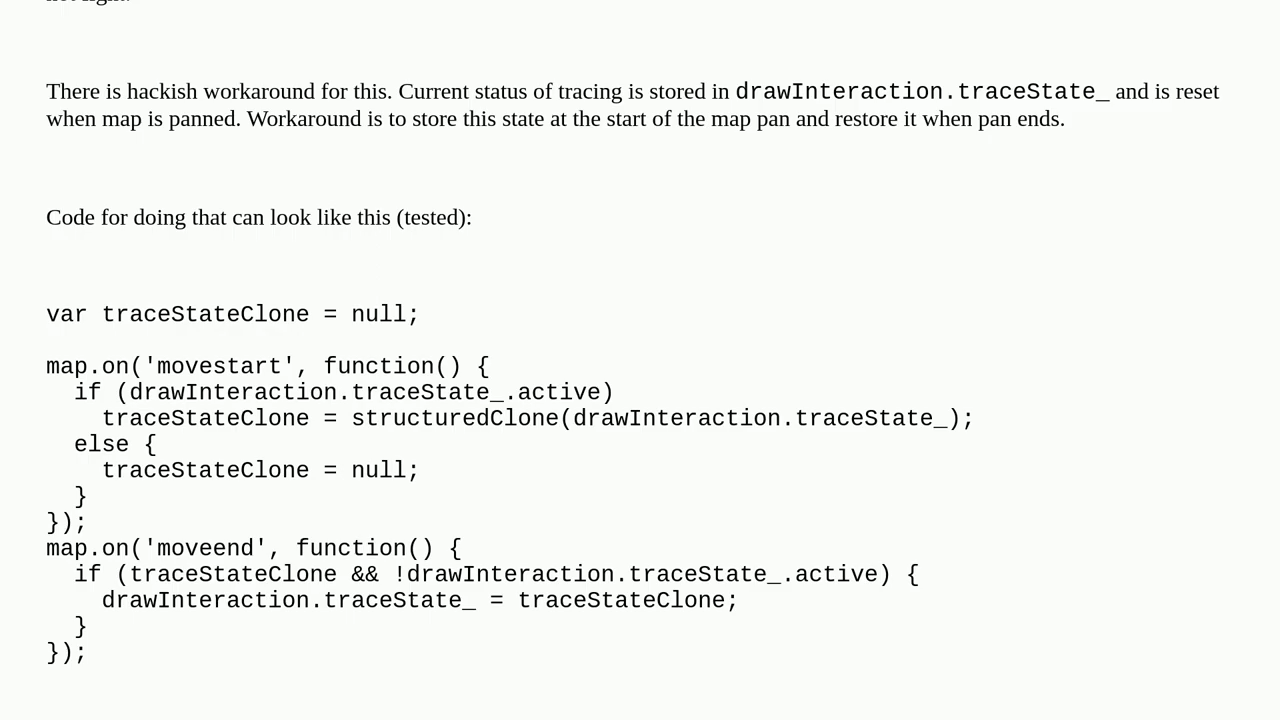 There is hackish workaround for this. Current status of tracing is stored in drawInteraction.traceState_ and is reset
when map is panned. Workaround is to store this state at the start of the map pan and restore it when pan ends.
Code for doing that can look like this (tested):
var traceStateClone = null;
map.on('movestart', function() {
  if (drawInteraction.traceState_.active)
    traceStateClone = structuredClone(drawInteraction.traceState_);
  else {
    traceStateClone = null;
  }
});
map.on('moveend', function() {
  if (traceStateClone && !drawInteraction.traceState_.active) {
    drawInteraction.traceState_ = traceStateClone;
  }
});